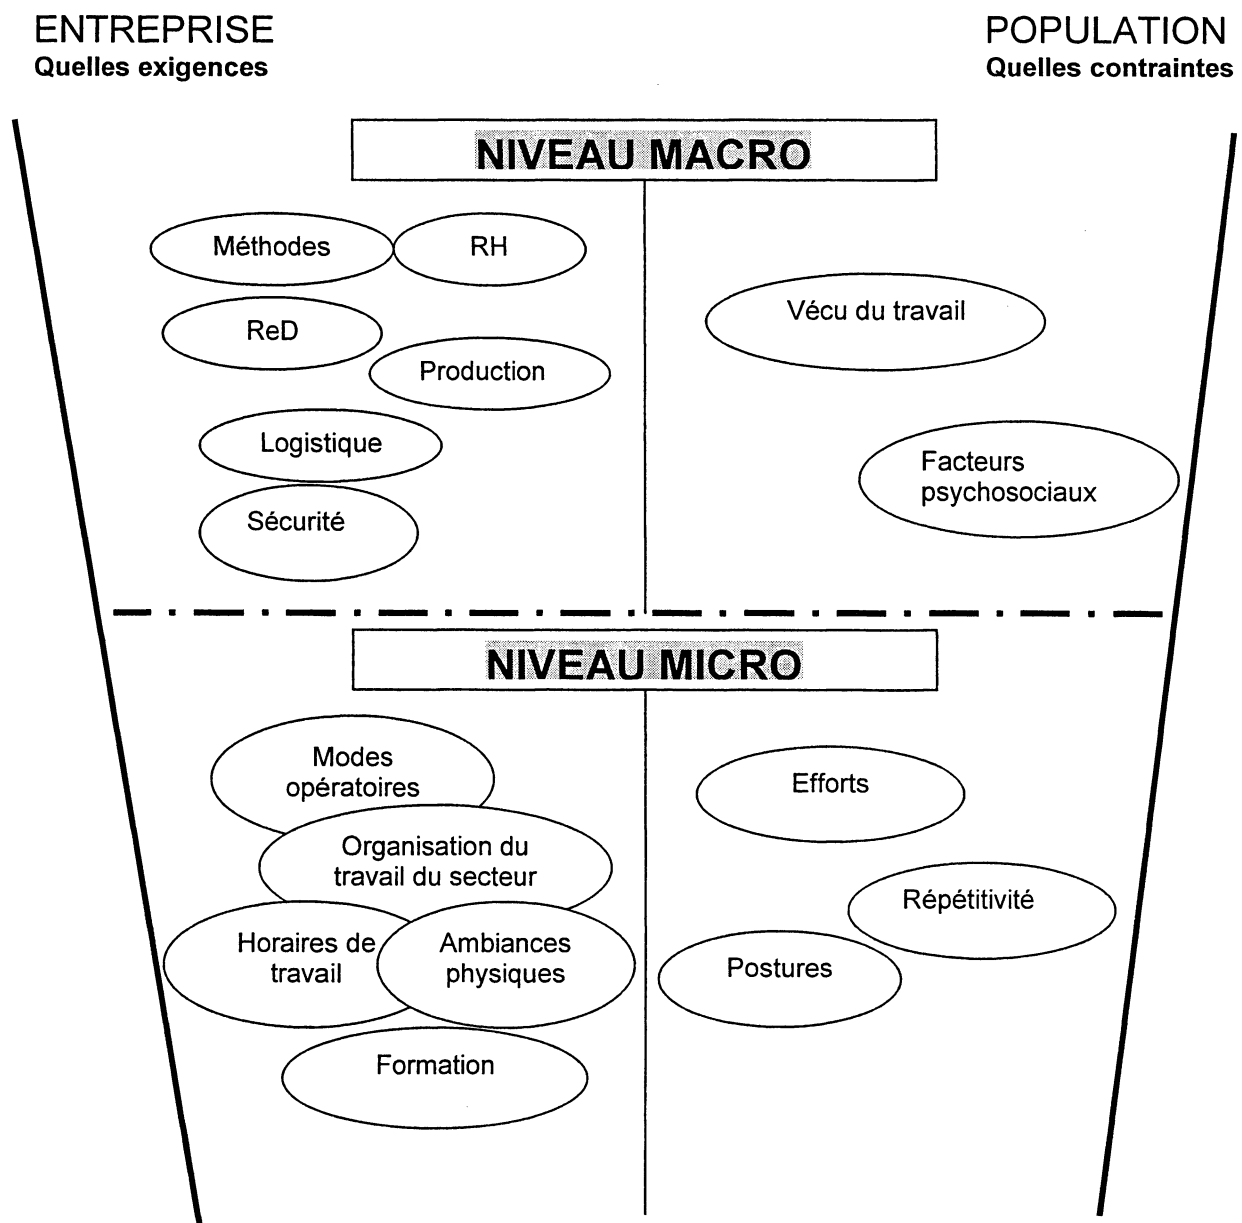 ENTREPRISE
Quelles exigences
POPULATION
Quelles contraintes
NIVEAU MACRO
Méthodes
RH
ReD
Production
Logistique
Sécurité
Vécu du travail
Facteurs
psychosociaux
NIVEAU MICRO
Modes
opératoires
Organisation du
travail du secteur
Horaires de
travail
Ambiances
physiques
Formation
Efforts
Répétitivité
Postures